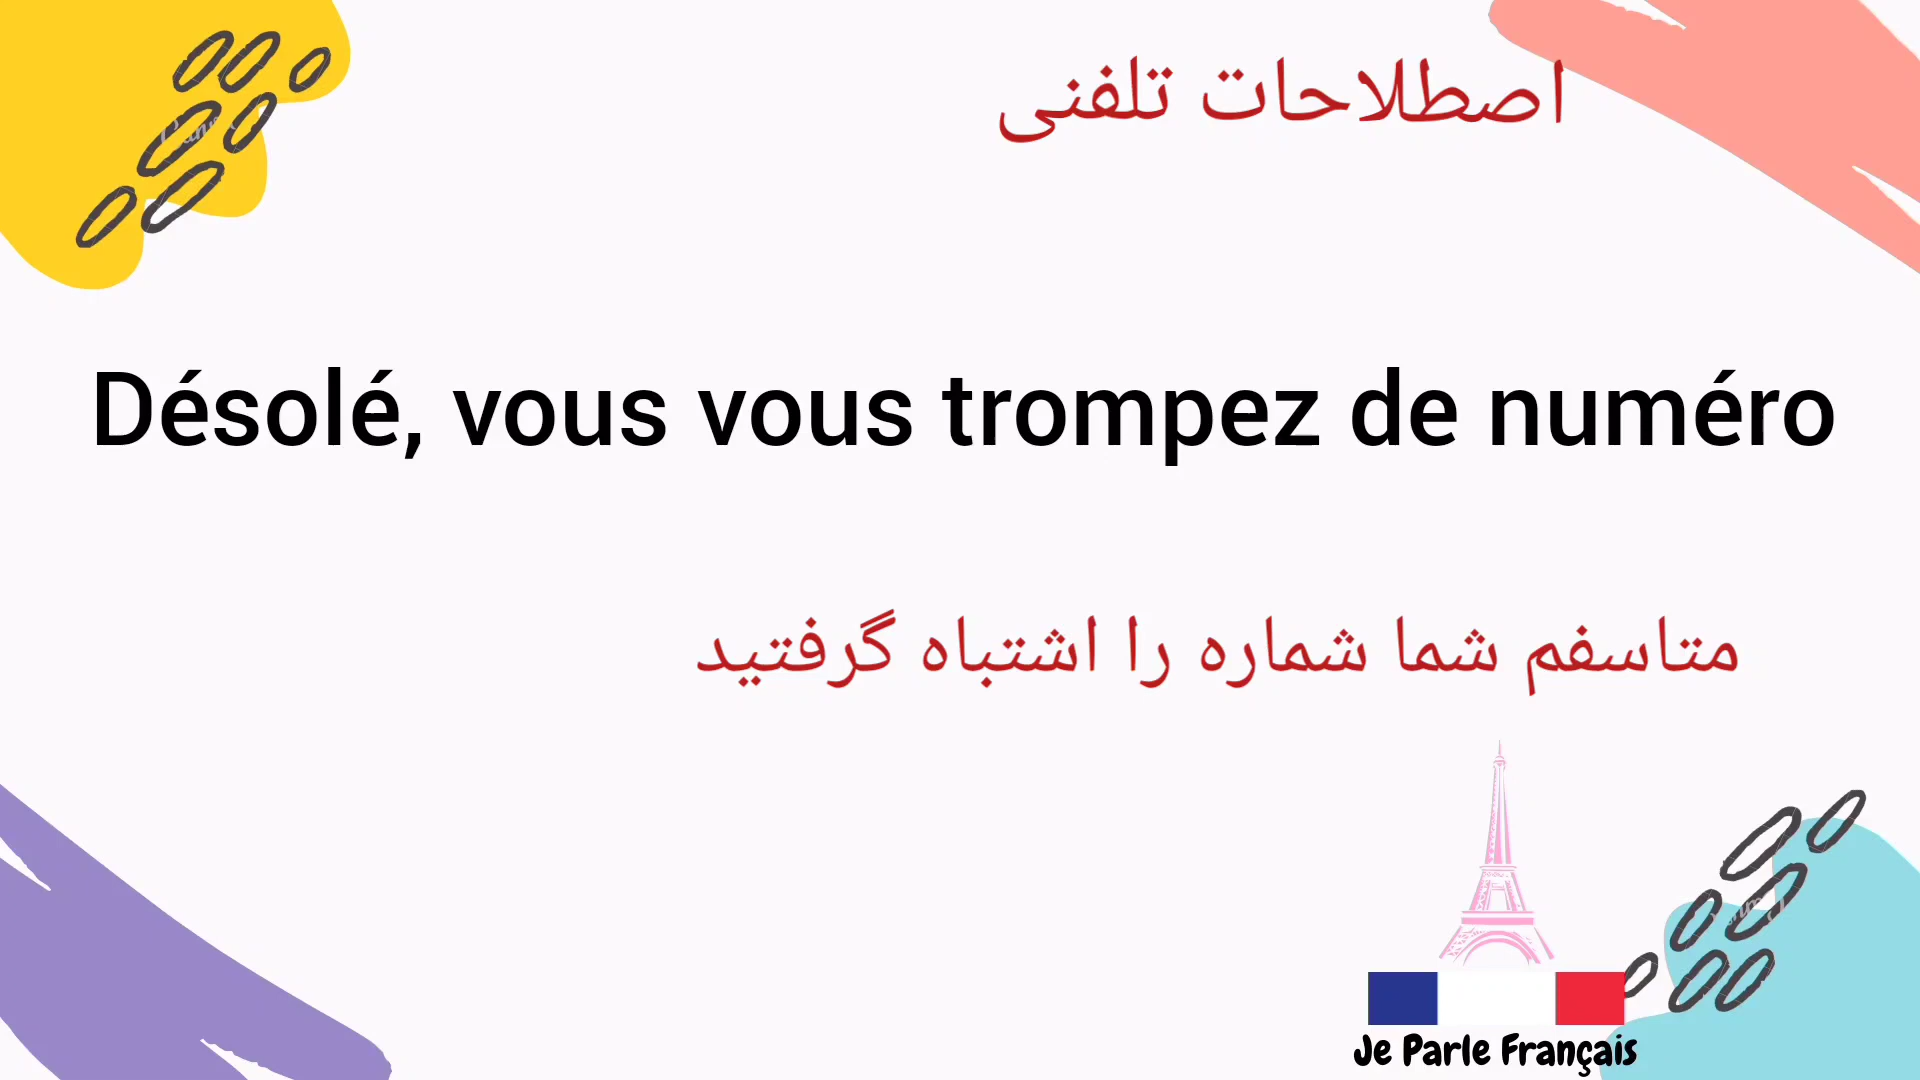 اصطلاحات تلفنی
Désolé, vous vous trompez de numéro
متاسفم شما شماره را اشتباه گرفتید
Je Parle Français